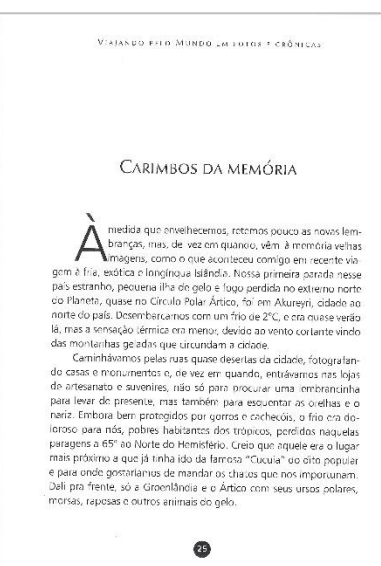 VIAJANDO PELO MUNDO EM FOTOS E CRÔNICAS
CARIMBOS DA MEMÓRIA
À medida que envelhecemos, retemos pouco as novas lem-
branças, mas, de vez em quando, vêm à memória velhas
imagens, como o que aconteceu comigo em recente via-
gem à fria, exótica e longínqua Islândia. Nossa primeira parada nesse
país estranho, pequena ilha de gelo e fogo perdida no extremo norte
do Planeta, quase no Círculo Polar Ártico, foi em Akureyri, cidade ao
norte do país. Desembarcamos com um frio de 2°C, e era quase verão
lá, mas a sensação térmica era menor, devido ao vento cortante vindo
das montanhas geladas que circundam a cidade.
Caminhávamos pelas ruas quase desertas da cidade, fotografan-
do casas e monumentos e, de vez em quando, entrávamos nas lojas
de artesanato e suvenires, não só para procurar uma lembrancinha
para levar de presente, mas também para esquentar as orelhas e o
nariz. Embora bem protegidos por gorros e cachecóis, o frio era do-
loroso para nós, pobres habitantes dos trópicos, perdidos naquelas
paragens a 65° ao Norte do Hemisfério. Creio que aquele era o lugar
mais próximo a que já tinha ido da famosa "Cucuia" do dito popular
e para onde gostaríamos de mandar os chatos que nos importunam.
Dali pra frente, só a Groenlândia e o Ártico com seus ursos polares,
morsas, raposas e outros animais do gelo.
25